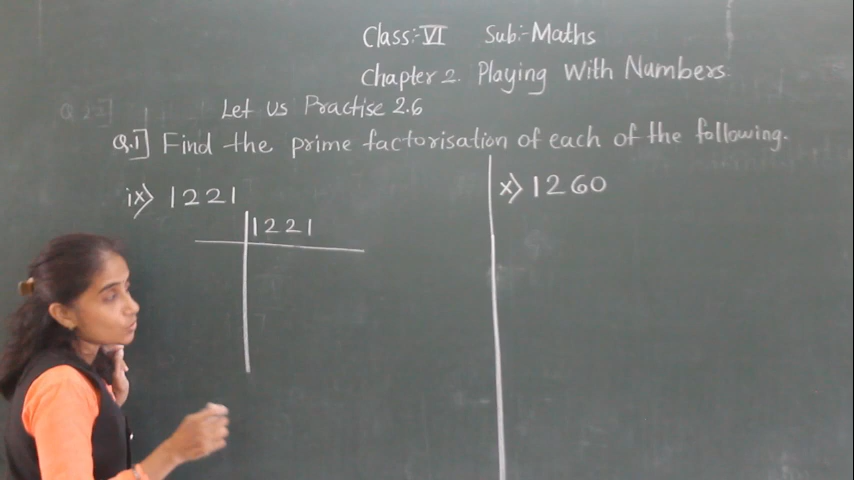 Class:- VI Sub:- Maths
Chapter 2. Playing With Numbers.
Let us Practise 2.6
Q.1] Find the prime factorisation of each of the following.
ix) 1221
1221
x) 1260